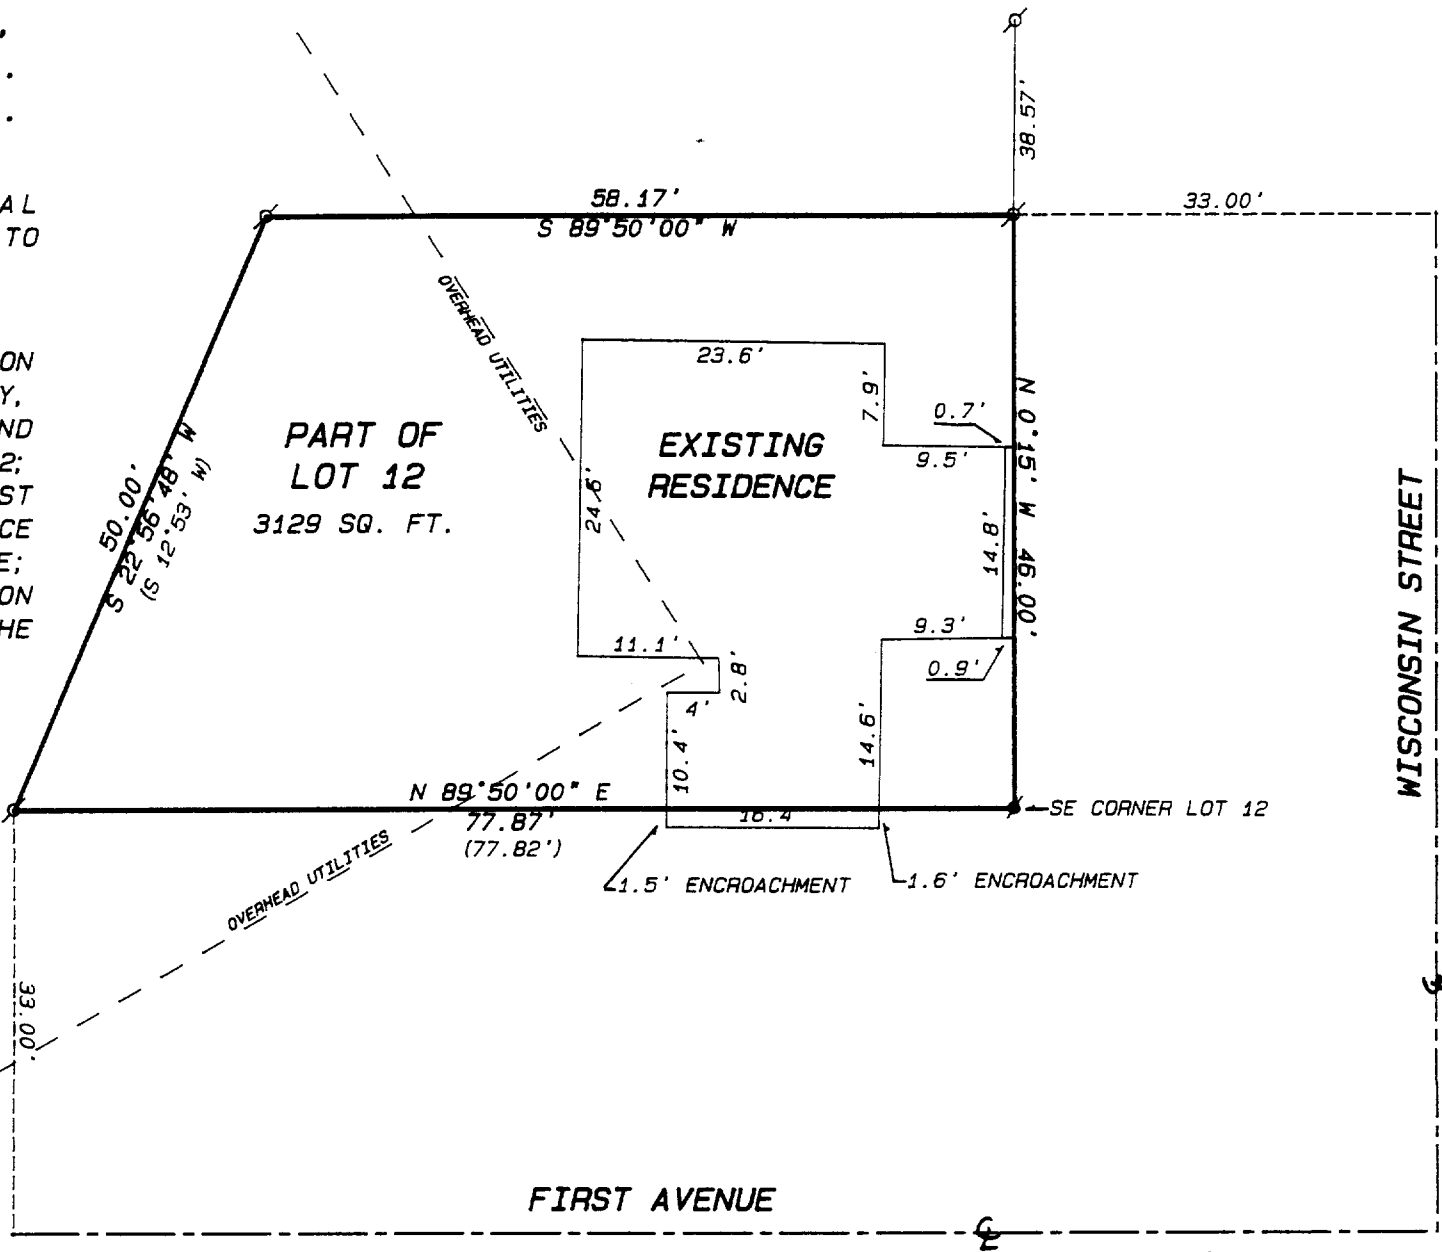 38.57'
AL
TO
58.17'
S 89°50'00" W
33.00'
OVERHEAD UTILITIES
ON
Y,
ND
2;
ST
CE
E;
ON
HE
50.00'
S 22°56'48" W
(S 12°53' W)
PART OF
LOT 12
3129 SQ. FT.
23.6'
7.9'
0.7'
9.5'
EXISTING
RESIDENCE
24.6'
14.8'
N 0°15' W 46.00'
WISCONSIN STREET
11.1'
2.8'
4'
9.3'
0.9'
10.4'
14.6'
N 89°50'00" E
77.87'
(77.82')
16.4
SE CORNER LOT 12
1.5' ENCROACHMENT
1.6' ENCROACHMENT
OVERHEAD UTILITIES
33.00'
FIRST AVENUE